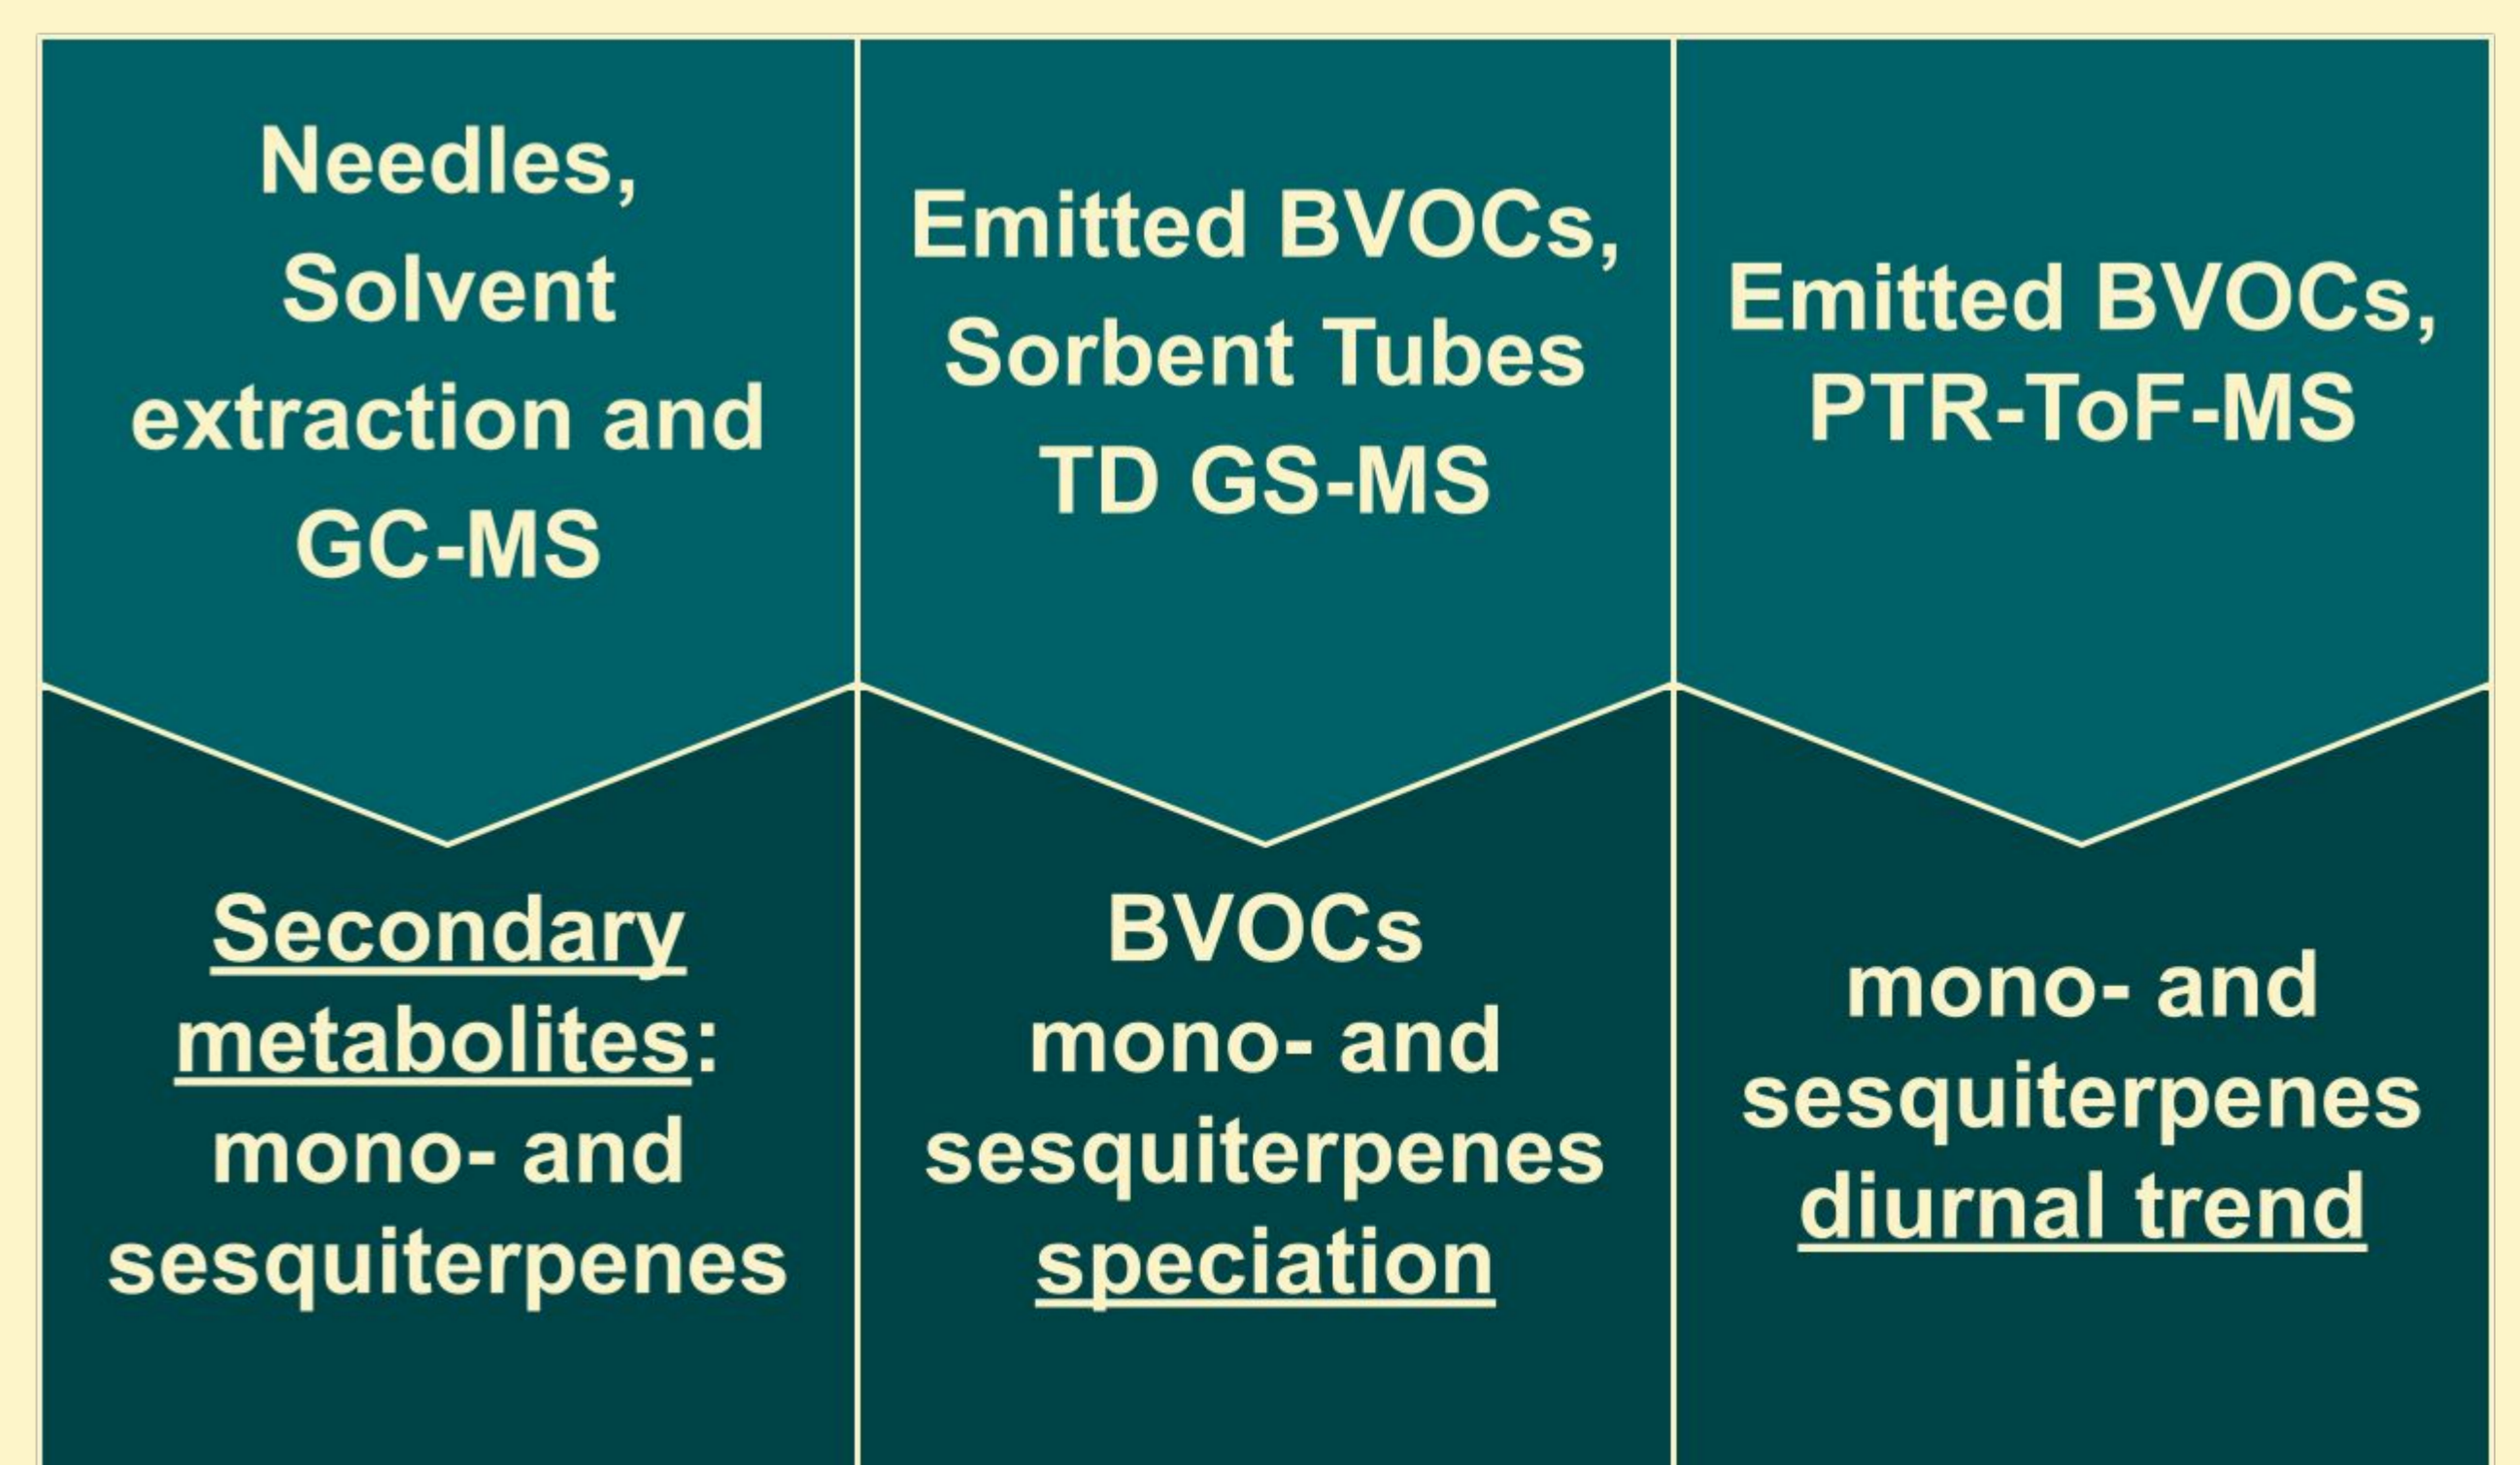 Needles,
Solvent
extraction and
GC-MS
Emitted BVOCs,
Sorbent Tubes
TD GS-MS
Emitted BVOCs,
PTR-ToF-MS
Secondary
metabolites:
mono- and
sesquiterpenes
BVOCs
mono- and
sesquiterpenes
speciation
mono- and
sesquiterpenes
diurnal trend